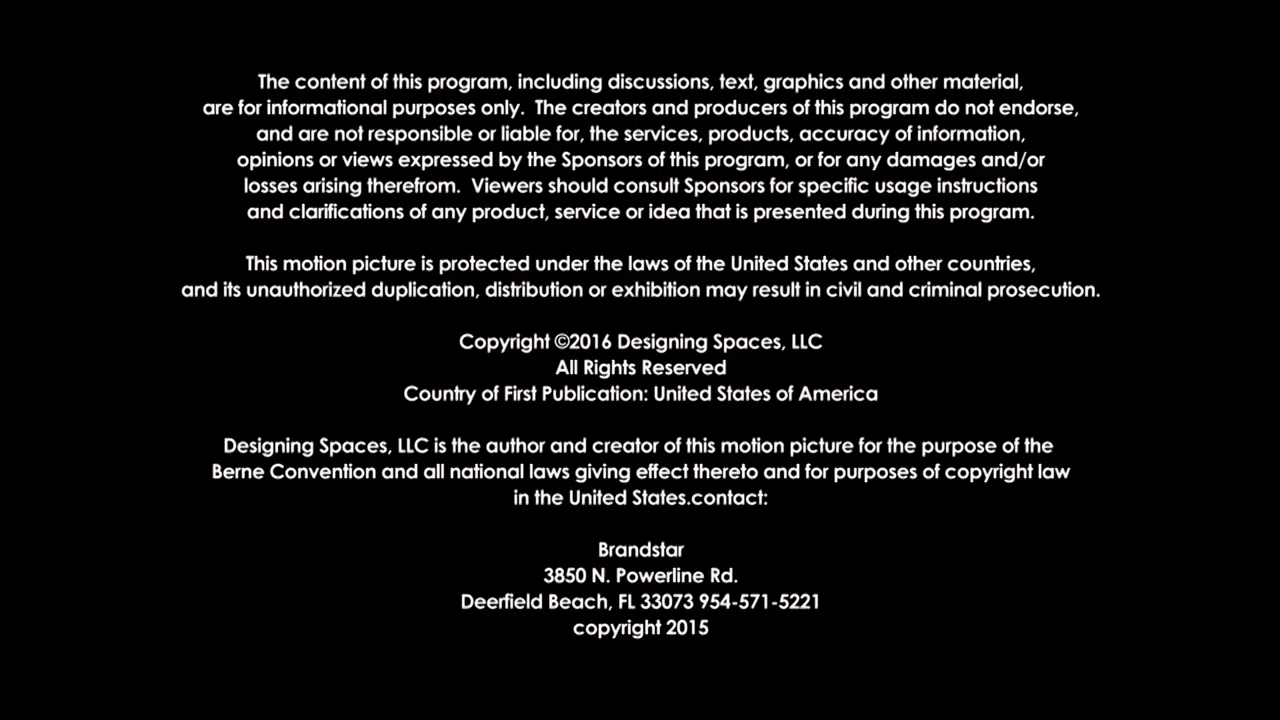 The content of this program, including discussions, text, graphics and other material,
are for informational purposes only.  The creators and producers of this program do not endorse,
and are not responsible or liable for, the services, products, accuracy of information,
opinions or views expressed by the Sponsors of this program, or for any damages and/or
losses arising therefrom.  Viewers should consult Sponsors for specific usage instructions
and clarifications of any product, service or idea that is presented during this program.
This motion picture is protected under the laws of the United States and other countries,
and its unauthorized duplication, distribution or exhibition may result in civil and criminal prosecution.
Copyright ©2016 Designing Spaces, LLC
All Rights Reserved
Country of First Publication: United States of America
Designing Spaces, LLC is the author and creator of this motion picture for the purpose of the
Berne Convention and all national laws giving effect thereto and for purposes of copyright law
in the United States.contact:
Brandstar
3850 N. Powerline Rd.
Deerfield Beach, FL 33073 954-571-5221
copyright 2015